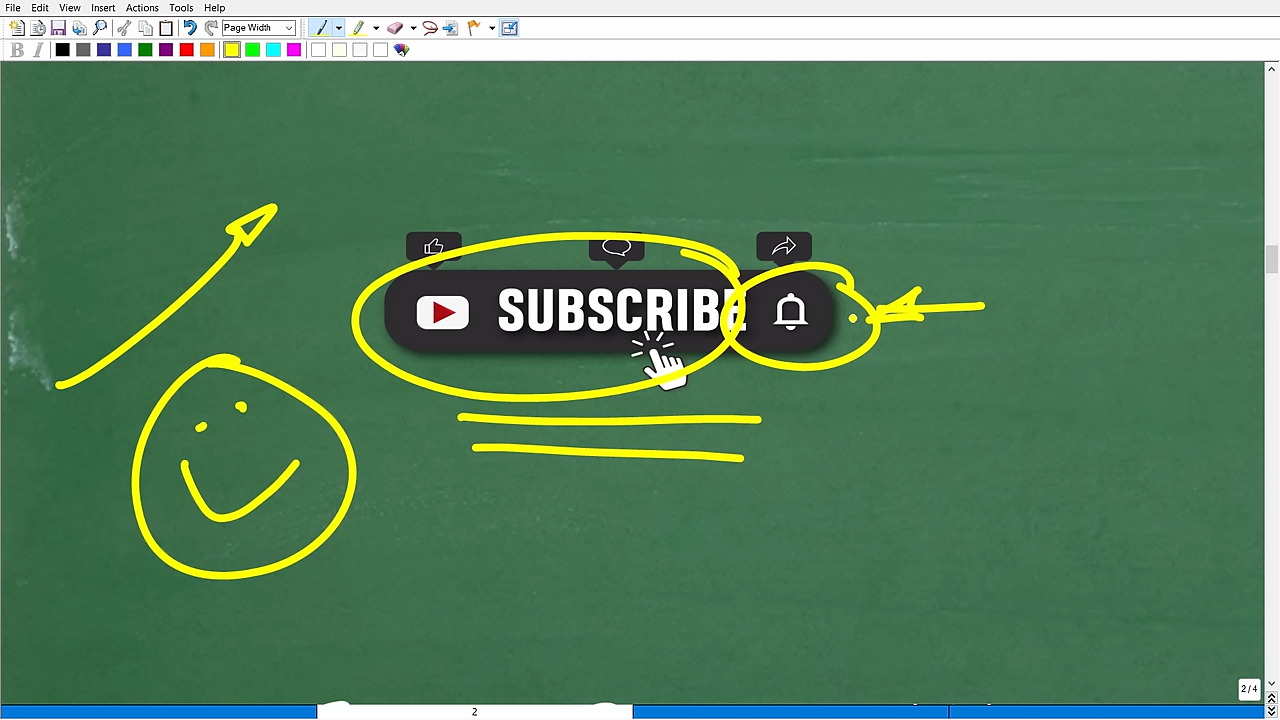 File Edit View Insert Actions Tools Help
Page Width
B I
SUBSCRIBE
2 / 4
2